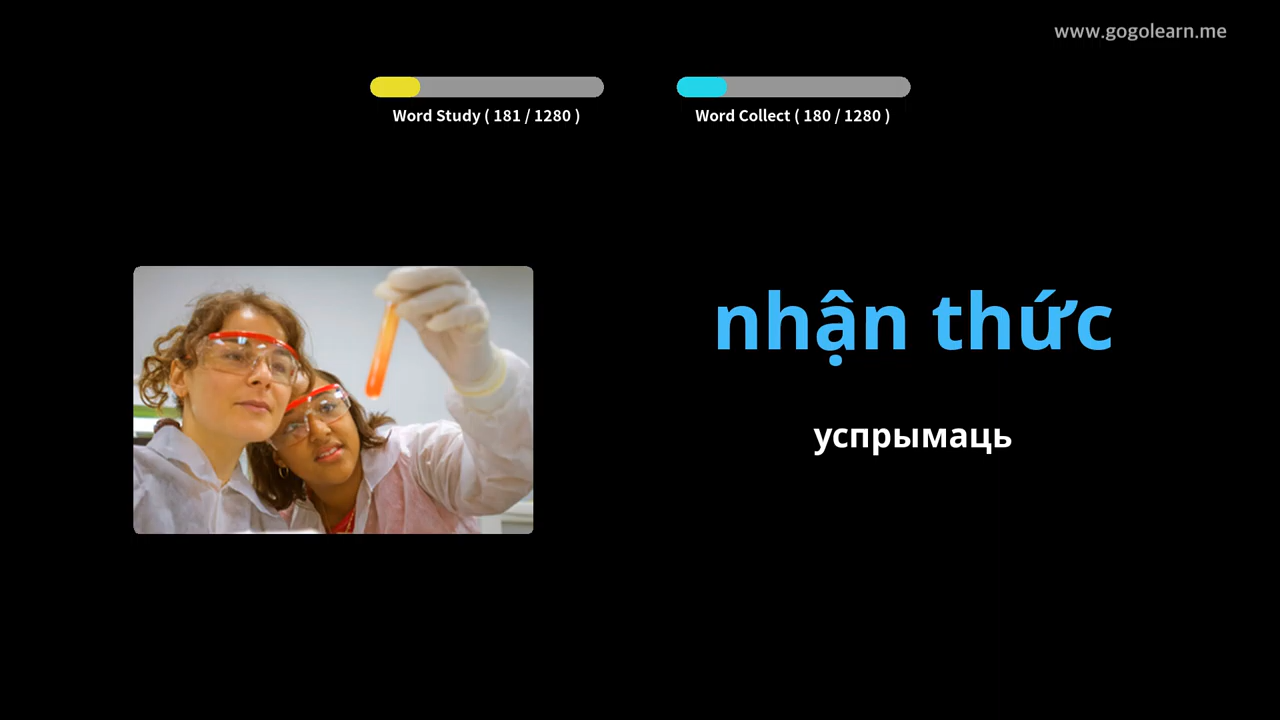 www.gogolearn.me
Word Study ( 181 / 1280 )
Word Collect ( 180 / 1280 )
nhận thức
успрымаць